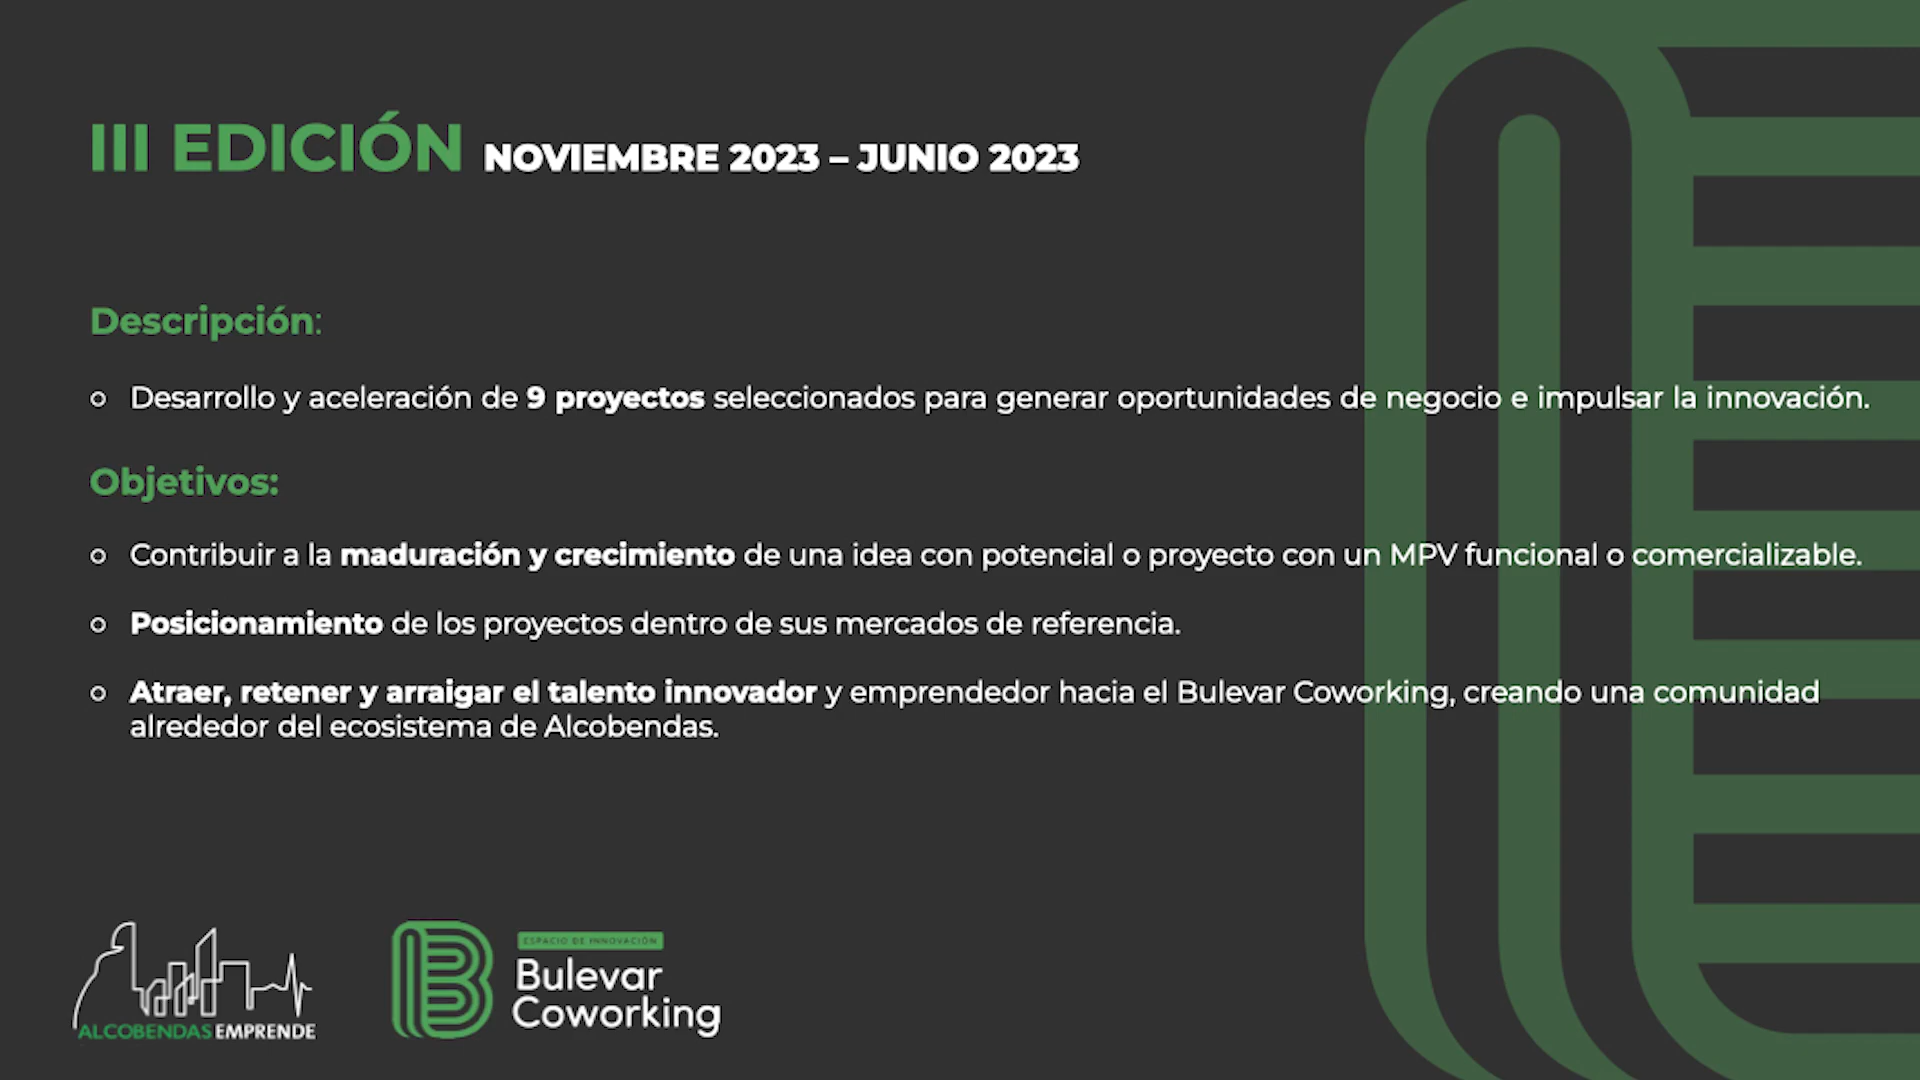 III EDICIÓN NOVIEMBRE 2023 – JUNIO 2023
Descripción:
Desarrollo y aceleración de 9 proyectos seleccionados para generar oportunidades de negocio e impulsar la innovación.
Objetivos:
Contribuir a la maduración y crecimiento de una idea con potencial o proyecto con un MPV funcional o comercializable.
Posicionamiento de los proyectos dentro de sus mercados de referencia.
Atraer, retener y arraigar el talento innovador y emprendedor hacia el Bulevar Coworking, creando una comunidad
alrededor del ecosistema de Alcobendas.
ALCOBENDAS EMPRENDE
ESPACIO DE INNOVACIÓN
Bulevar
Coworking